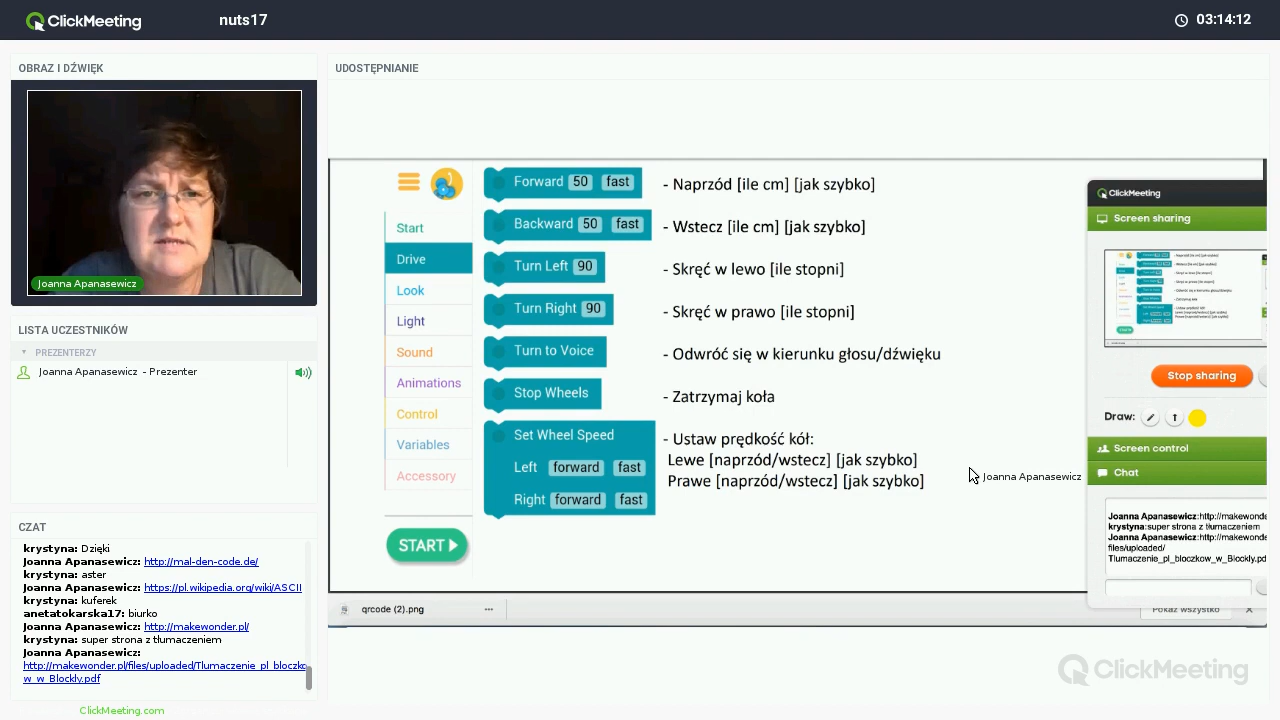 ClickMeeting
nuts17
03:14:12
OBRAZ I DŹWIĘK
Joanna Apanasewicz
LISTA UCZESTNIKÓW
PREZENTERZY
Joanna Apanasewicz - Prezenter
CZAT
krystyna: Dzięki
Joanna Apanasewicz: http://mal-den-code.de/
krystyna: aster
Joanna Apanasewicz: https://pl.wikipedia.org/wiki/ASCII
krystyna: kuferek
anetatokarska17: biurko
Joanna Apanasewicz: http://makewonder.pl/
krystyna: super strona z tłumaczeniem
Joanna Apanasewicz:
http://makewonder.pl/files/uploaded/Tlumaczenie_pl_bloczko
w_w_Blockly.pdf
ClickMeeting.com
UDOSTĘPNIANIE
Start
Drive
Look
Light
Sound
Animations
Control
Variables
Accessory
START
Forward 50 fast - Naprzód [ile cm] [jak szybko]
Backward 50 fast - Wstecz [ile cm] [jak szybko]
Turn Left 90 - Skręć w lewo [ile stopni]
Turn Right 90 - Skręć w prawo [ile stopni]
Turn to Voice - Odwróć się w kierunku głosu/dźwięku
Stop Wheels - Zatrzymaj koła
Set Wheel Speed - Ustaw prędkość kół:
Left forward fast Lewe [naprzód/wstecz] [jak szybko]
Right forward fast Prawe [naprzód/wstecz] [jak szybko]
Joanna Apanasewicz
ClickMeeting
Screen sharing
Stop sharing
Draw:
Screen control
Chat
Joanna Apanasewicz:http://makewonde
krystyna:super strona z tłumaczeniem
Joanna Apanasewicz:http://makewonde
files/uploaded/
Tlumaczenie_pl_bloczkow_w_Blockly.pd
qrcode (2).png
Pokaż wszystko
ClickMeeting